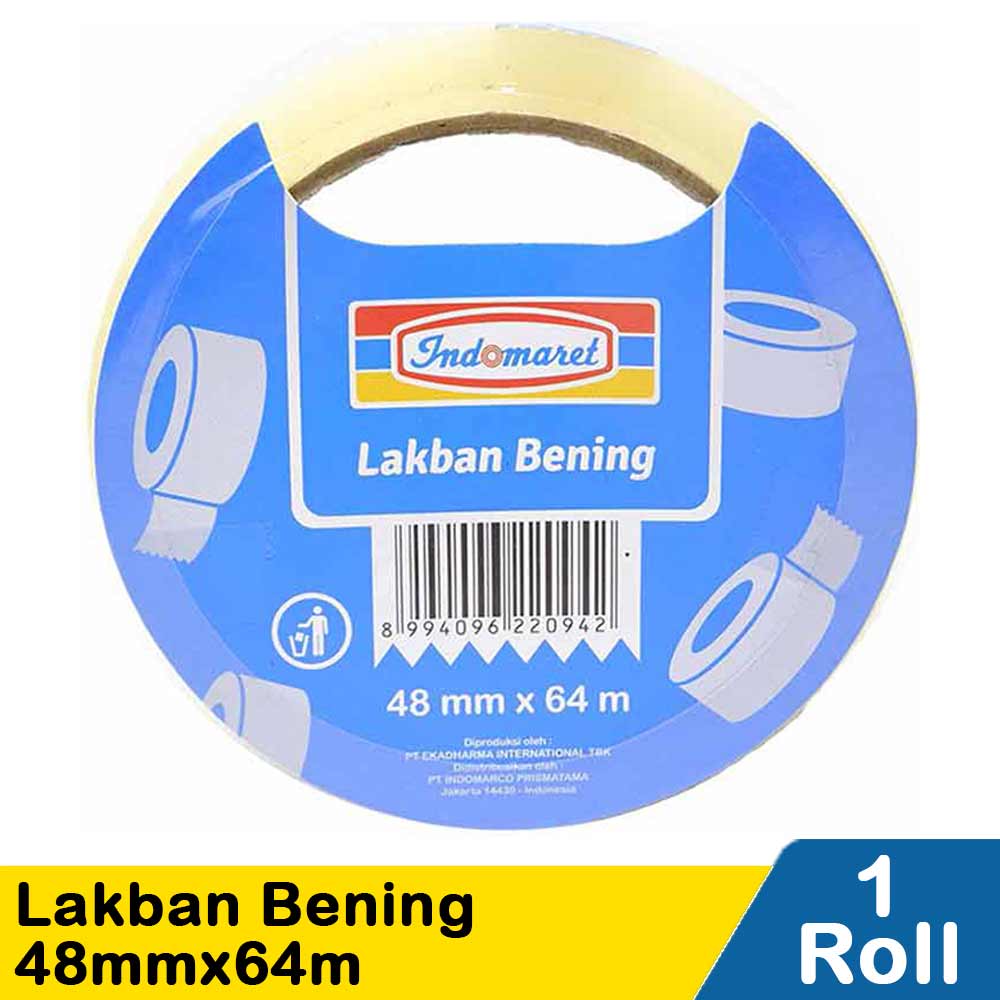 Indomaret
Lakban Bening
8 994096 220942
48 mm x 64 m
Diproduksi oleh :
PT EKADHARMA INTERNATIONAL TBK
Didistribusikan oleh :
PT INDOMARCO PRISMATAMA
Jakarta 14430 - Indonesia
Lakban Bening
48mmx64m
1
Roll